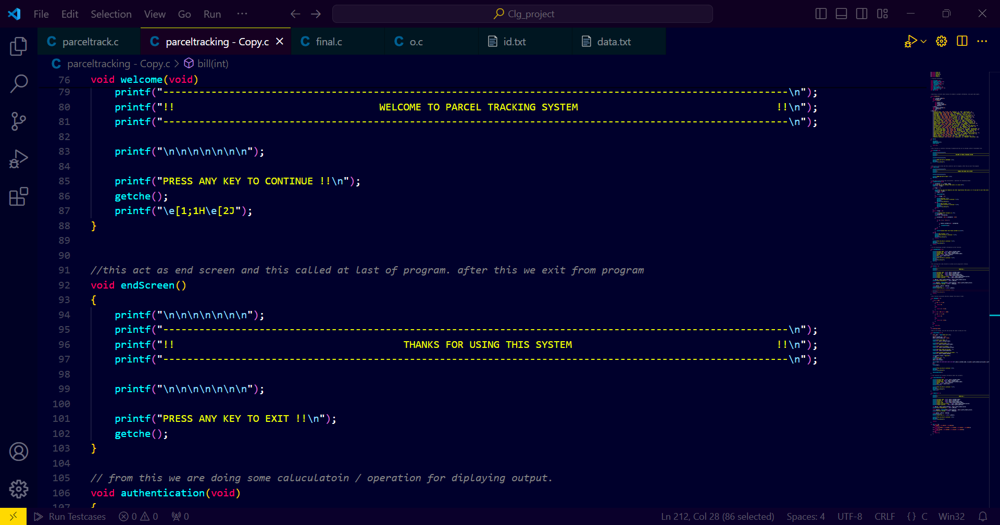 File Edit Selection View Go Run ··· Clg_project
parceltrack.c parceltracking - Copy.c final.c o.c id.txt data.txt
parceltracking - Copy.c > bill(int)
76 void welcome(void)
79 printf("--------------------------------------------------------------------------------------------------------\n");
80 printf("!! WELCOME TO PARCEL TRACKING SYSTEM !!\n");
81 printf("--------------------------------------------------------------------------------------------------------\n");
82
83 printf("\n\n\n\n\n\n\n");
84
85 printf("PRESS ANY KEY TO CONTINUE !!\n");
86 getche();
87 printf("\e[1;1H\e[2J");
88 }
89
90
91 //this act as end screen and this called at last of program. after this we exit from program
92 void endScreen()
93 {
94 printf("\n\n\n\n\n\n\n");
95 printf("--------------------------------------------------------------------------------------------------------\n");
96 printf("!! THANKS FOR USING THIS SYSTEM !!\n");
97 printf("--------------------------------------------------------------------------------------------------------\n");
98
99 printf("\n\n\n\n\n\n\n");
100
101 printf("PRESS ANY KEY TO EXIT !!\n");
102 getche();
103 }
104
105 // from this we are doing some caluculatoin / operation for diplaying output.
106 void authentication(void)
107 {
Run Testcases 0 0 0 Ln 212, Col 28 (86 selected) Spaces: 4 UTF-8 CRLF {} C Win32